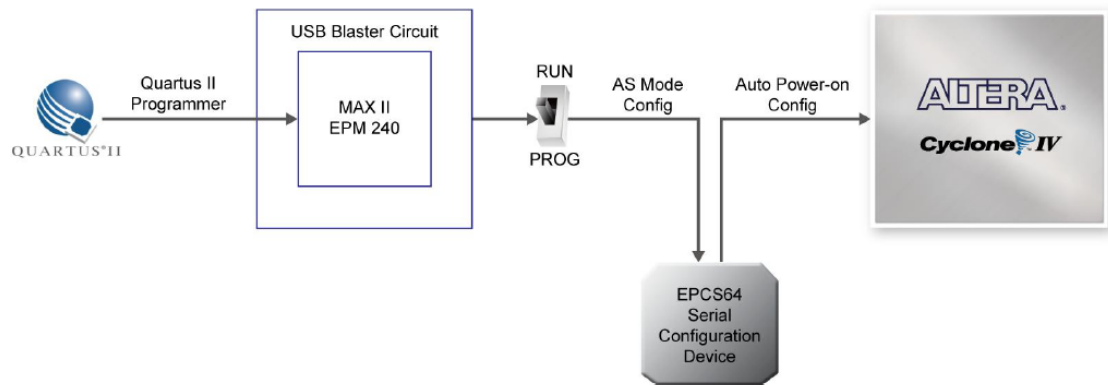 USB Blaster Circuit
Quartus II
Programmer
QUARTUS®II
MAX II
EPM 240
RUN
PROG
AS Mode
Config
Auto Power-on
Config
ALTERA®
Cyclone IV
EPCS64
Serial
Configuration
Device